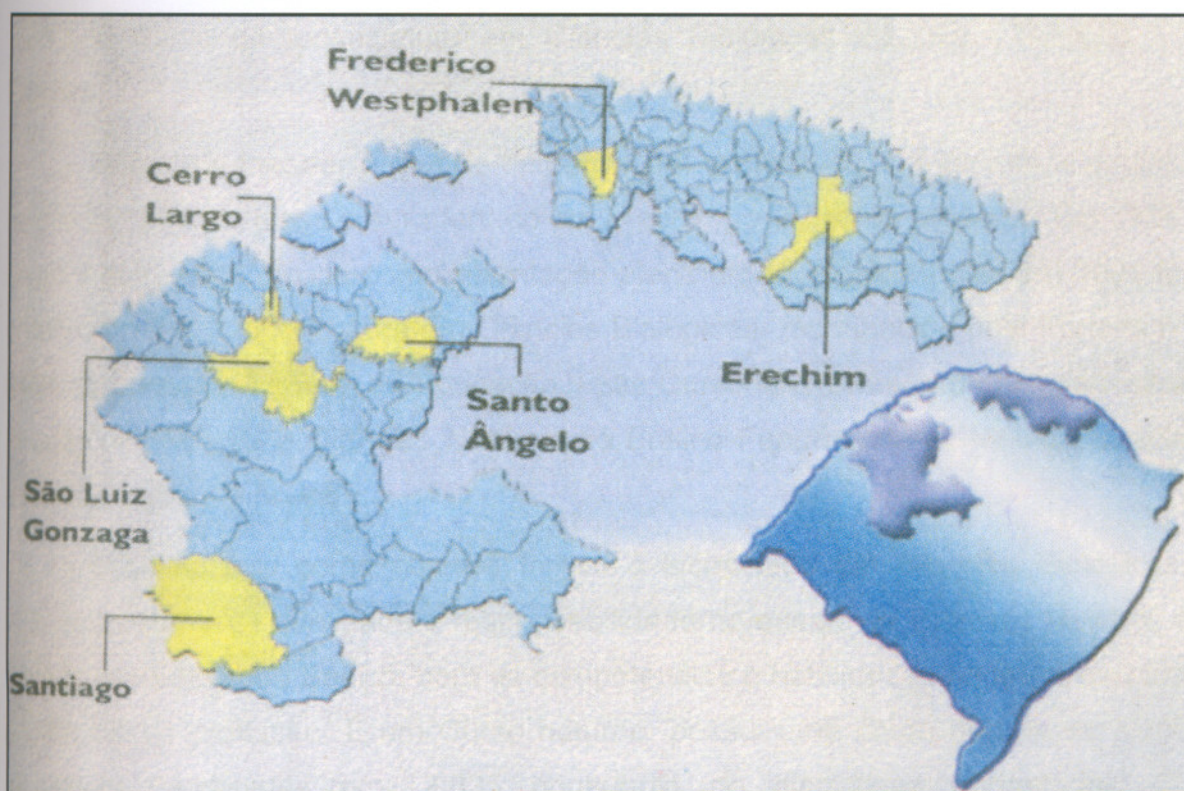 Frederico
Westphalen
Cerro
Largo
Erechim
Santo
Ângelo
São Luiz
Gonzaga
Santiago